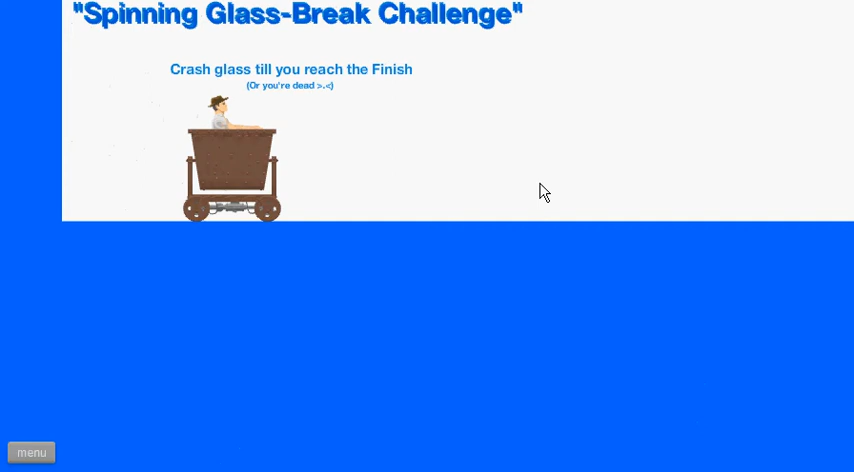 "Spinning Glass-Break Challenge"
Crash glass till you reach the Finish
(Or you're dead >.<)
menu